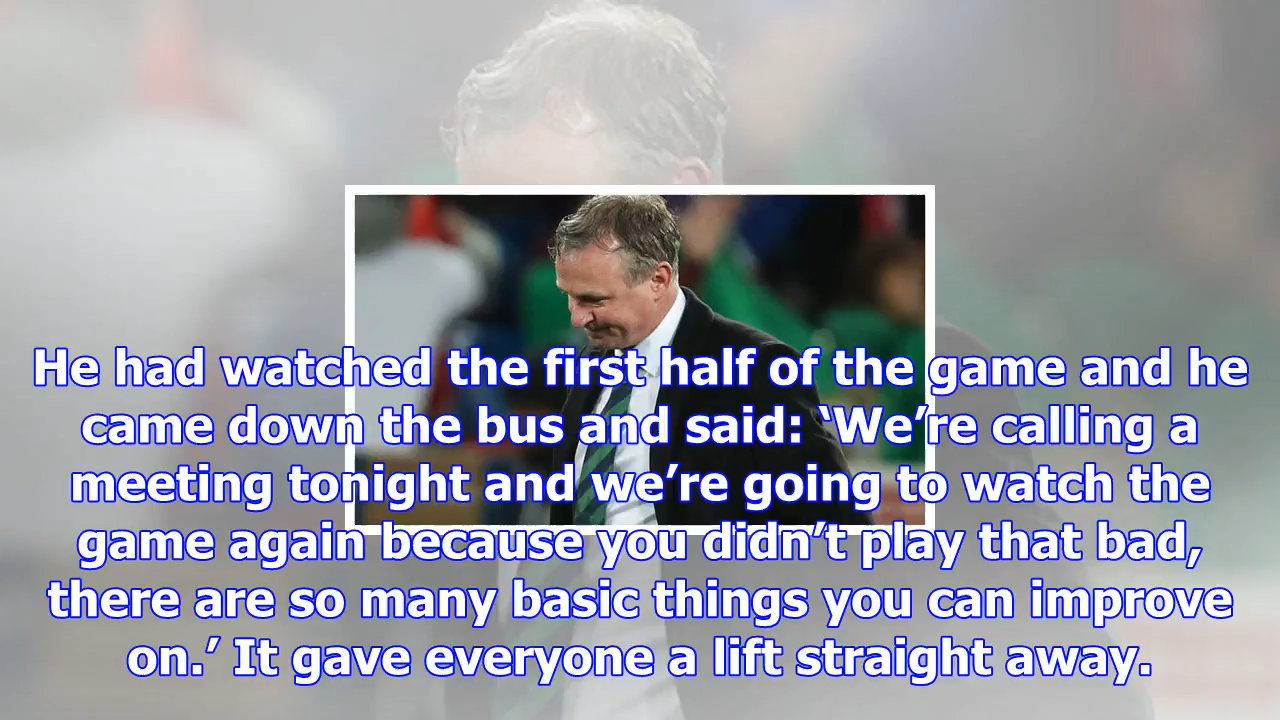 He had watched the first half of the game and he
came down the bus and said: ‘We’re calling a
meeting tonight and we’re going to watch the
game again because you didn’t play that bad,
there are so many basic things you can improve
on.’ It gave everyone a lift straight away.